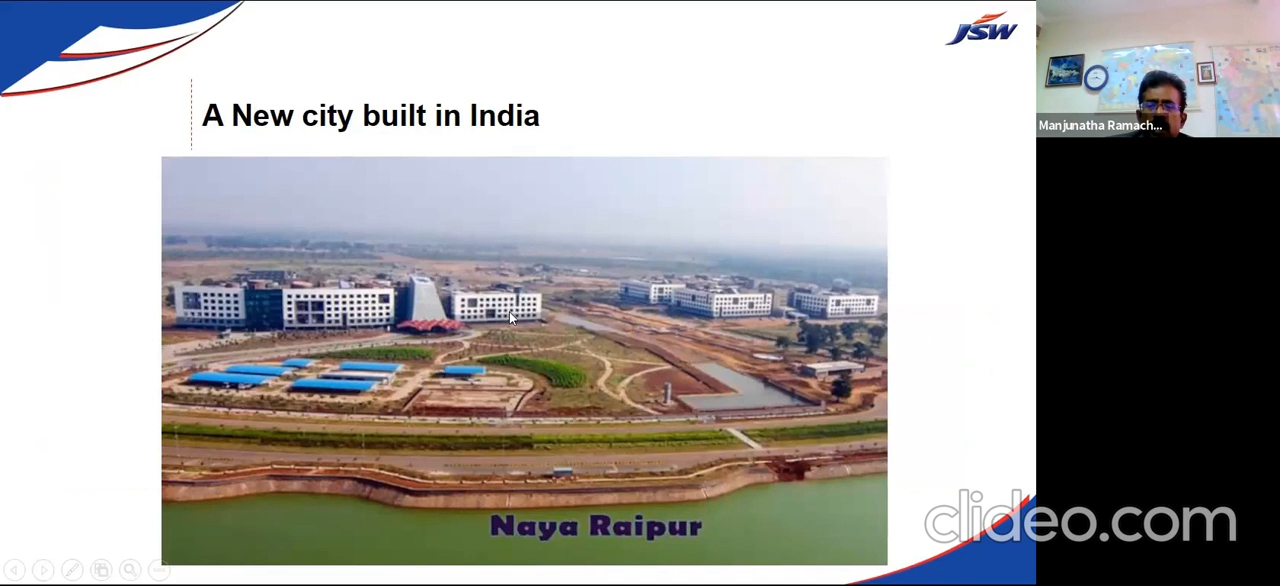 JSW
Manjunatha Ramach...
A New city built in India
Naya Raipur
clideo.com